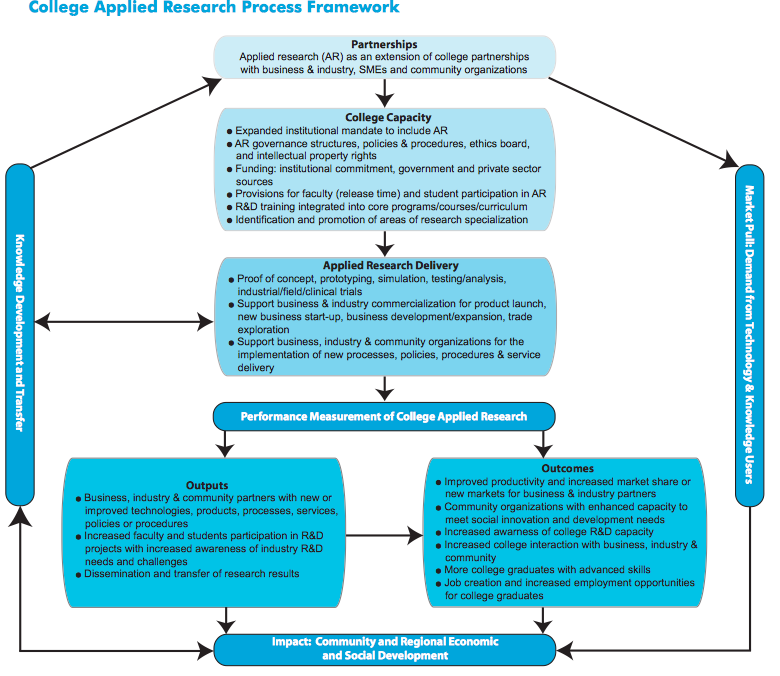 College Applied Research Process Framework
Partnerships
Applied research (AR) as an extension of college partnerships
with business & industry, SMEs and community organizations
College Capacity
● Expanded institutional mandate to include AR
● AR governance structures, policies & procedures, ethics board,
and intellectual property rights
● Funding: institutional commitment, government and private sector
sources
● Provisions for faculty (release time) and student participation in AR
● R&D training integrated into core programs/courses/curriculum
● Identification and promotion of areas of research specialization
Knowledge Development and Transfer
Market Pull: Demand from Technology & Knowledge Users
Applied Research Delivery
● Proof of concept, prototyping, simulation, testing/analysis,
industrial/field/clinical trials
● Support business & industry commercialization for product launch,
new business start-up, business development/expansion, trade
exploration
● Support business, industry & community organizations for the
implementation of new processes, policies, procedures & service
delivery
Performance Measurement of College Applied Research
Outputs
● Business, industry & community partners with new or
improved technologies, products, processes, services,
policies or procedures
● Increased faculty and students participation in R&D
projects with increased awareness of industry R&D
needs and challenges
● Dissemination and transfer of research results
Outcomes
● Improved productivity and increased market share or
new markets for business & industry partners
● Community organizations with enhanced capacity to
meet social innovation and development needs
● Increased awarness of college R&D capacity
● Increased college interaction with business, industry &
community
● More college graduates with advanced skills
● Job creation and increased employment opportunities
for college graduates
Impact: Community and Regional Economic
and Social Development